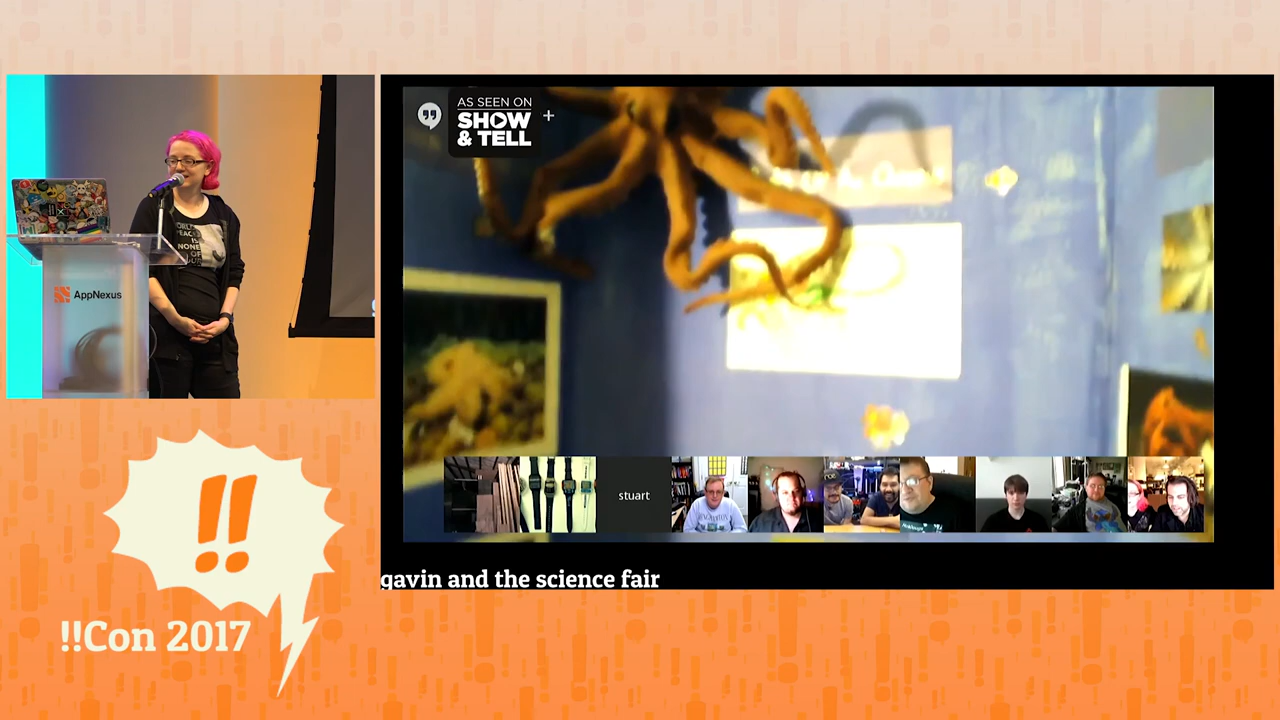 AS SEEN ON
SHOW
& TELL
+
stuart
gavin and the science fair
AppNexus
!!
!!Con 2017